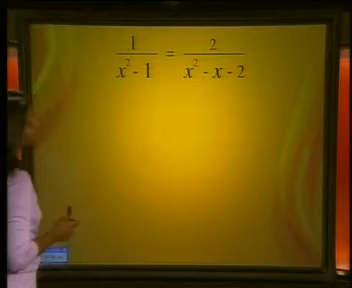 1/(x²-1) = 2/(x²-x-2)